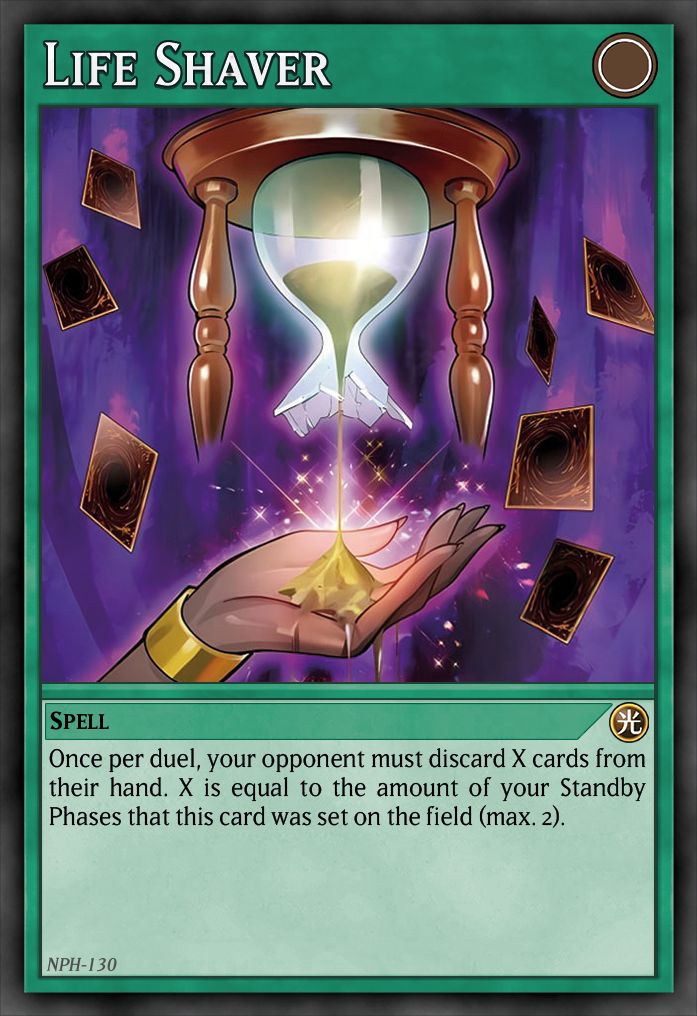 LIFE SHAVER
SPELL
光
Once per duel, your opponent must discard X cards from
their hand. X is equal to the amount of your Standby
Phases that this card was set on the field (max. 2).
NPH-130